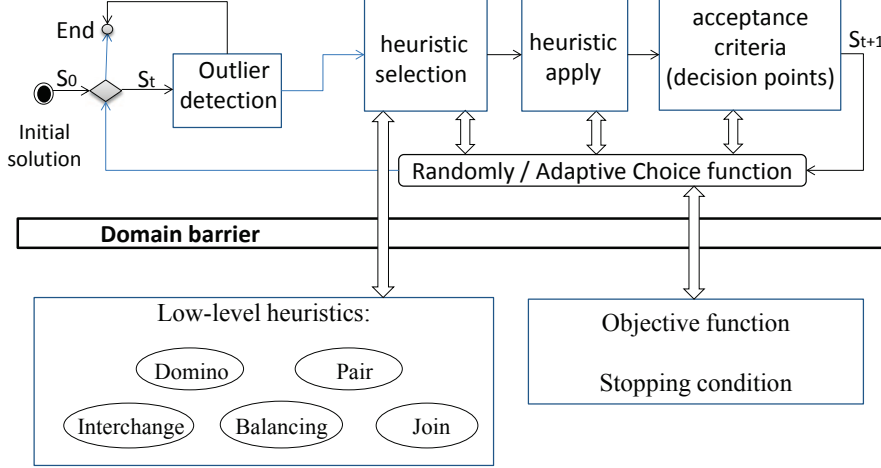 End
S0
St
Initial
solution
Outlier
detection
heuristic
selection
heuristic
apply
acceptance
criteria
(decision points)
St+1
Randomly / Adaptive Choice function
Domain barrier
Low-level heuristics:
Domino
Pair
Interchange
Balancing
Join
Objective function
Stopping condition